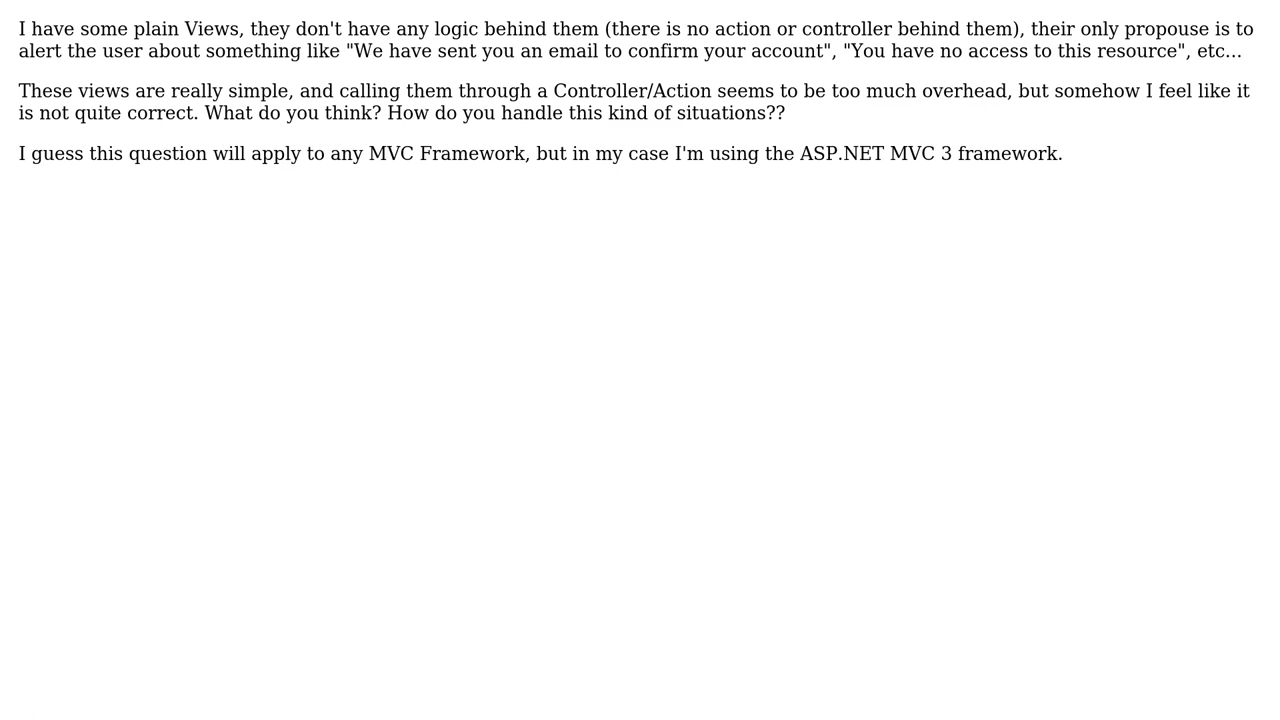 I have some plain Views, they don't have any logic behind them (there is no action or controller behind them), their only propouse is to
alert the user about something like "We have sent you an email to confirm your account", "You have no access to this resource", etc...
These views are really simple, and calling them through a Controller/Action seems to be too much overhead, but somehow I feel like it
is not quite correct. What do you think? How do you handle this kind of situations??
I guess this question will apply to any MVC Framework, but in my case I'm using the ASP.NET MVC 3 framework.